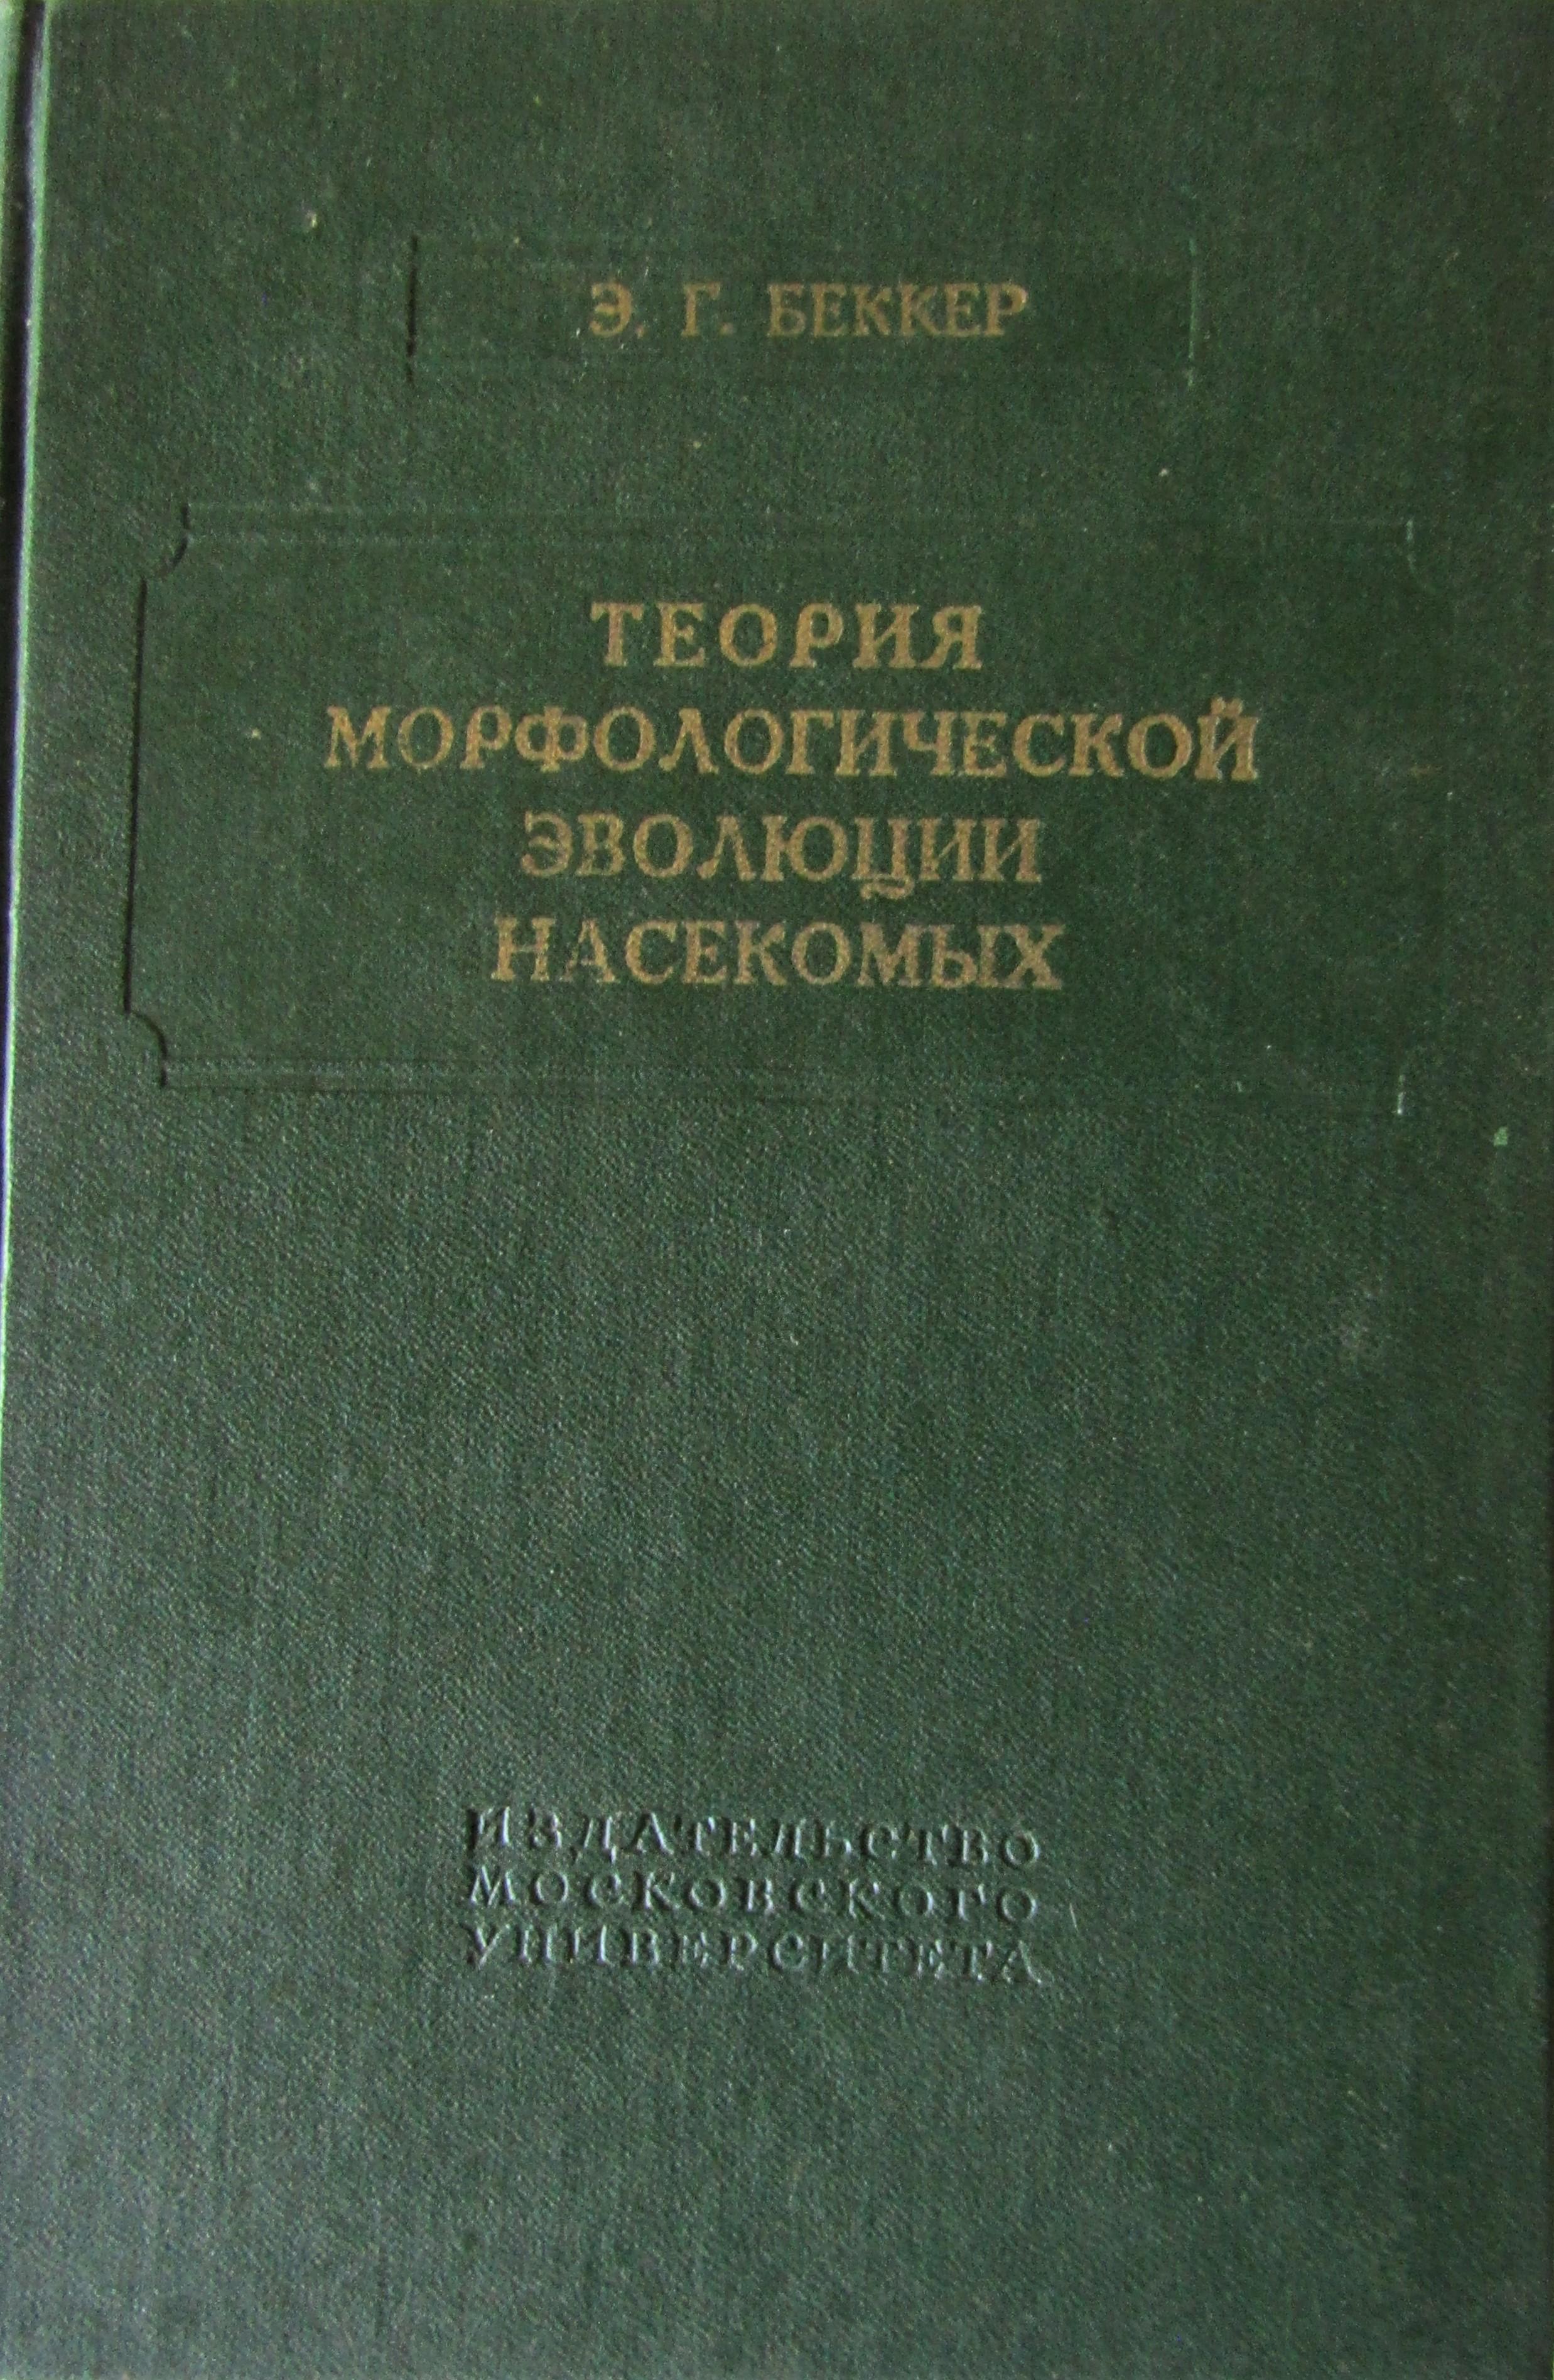 Э. Г. БЕККЕР
ТЕОРИЯ
МОРФОЛОГИЧЕСКОЙ
ЭВОЛЮЦИИ
НАСЕКОМЫХ
ИЗДАТЕЛЬСТВО
МОСКОВСКОГО
УНИВЕРСИТЕТА